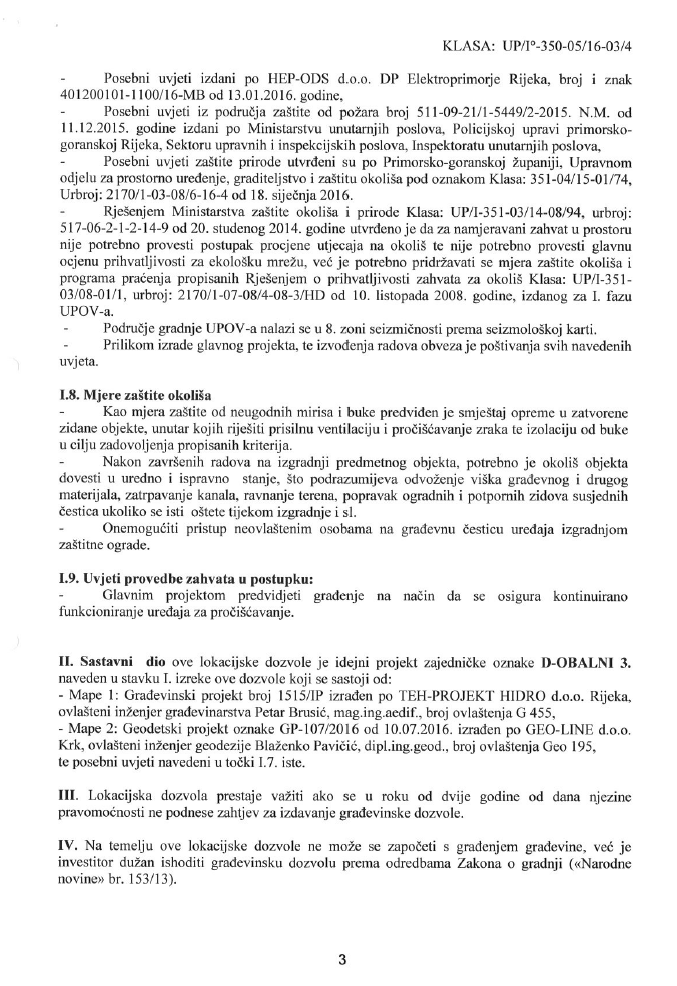 KLASA: UP/I°-350-05/16-03/4
- Posebni uvjeti izdani po HEP-ODS d.o.o. DP Elektroprimorje Rijeka, broj i znak
401200101-1100/16-MB od 13.01.2016. godine,
- Posebni uvjeti iz područja zaštite od požara broj 511-09-21/1-5449/2-2015. N.M. od
11.12.2015. godine izdani po Ministarstvu unutarnjih poslova, Policijskoj upravi primorsko-
goranskoj Rijeka, Sektoru upravnih i inspekcijskih poslova, Inspektoratu unutarnjih poslova,
- Posebni uvjeti zaštite prirode utvrđeni su po Primorsko-goranskoj županiji, Upravnom
odjelu za prostorno uređenje, graditeljstvo i zaštitu okoliša pod oznakom Klasa: 351-04/15-01/74,
Urbroj: 2170/1-03-08/6-16-4 od 18. siječnja 2016.
- Rješenjem Ministarstva zaštite okoliša i prirode Klasa: UP/I-351-03/14-08/94, urbroj:
517-06-2-1-2-14-9 od 20. studenog 2014. godine utvrđeno je da za namjeravani zahvat u prostoru
nije potrebno provesti postupak procjene utjecaja na okoliš te nije potrebno provesti glavnu
ocjenu prihvatljivosti za ekološku mrežu, već je potrebno pridržavati se mjera zaštite okoliša i
programa praćenja propisanih Rješenjem o prihvatljivosti zahvata za okoliš Klasa: UP/I-351-
03/08-01/1, urbroj: 2170/1-07-08/4-08-3/HD od 10. listopada 2008. godine, izdanog za I. fazu
UPOV-a.
- Područje gradnje UPOV-a nalazi se u 8. zoni seizmičnosti prema seizmološkoj karti.
- Prilikom izrade glavnog projekta, te izvođenja radova obveza je poštivanja svih navedenih
uvjeta.
I.8. Mjere zaštite okoliša
- Kao mjera zaštite od neugodnih mirisa i buke predviđen je smještaj opreme u zatvorene
zidane objekte, unutar kojih riješiti prisilnu ventilaciju i pročišćavanje zraka te izolaciju od buke
u cilju zadovoljenja propisanih kriterija.
- Nakon završenih radova na izgradnji predmetnog objekta, potrebno je okoliš objekta
dovesti u uredno i ispravno stanje, što podrazumijeva odvoženje viška građevnog i drugog
materijala, zatrpavanje kanala, ravnanje terena, popravak ogradnih i potpornih zidova susjednih
čestica ukoliko se isti oštete tijekom izgradnje i sl.
- Onemogućiti pristup neovlaštenim osobama na građevnu česticu uređaja izgradnjom
zaštitne ograde.
I.9. Uvjeti provedbe zahvata u postupku:
- Glavnim projektom predvidjeti građenje na način da se osigura kontinuirano
funkcioniranje uređaja za pročišćavanje.
II. Sastavni dio ove lokacijske dozvole je idejni projekt zajedničke oznake D-OBALNI 3.
naveden u stavku I. izreke ove dozvole koji se sastoji od:
- Mape 1: Građevinski projekt broj 1515/IP izrađen po TEH-PROJEKT HIDRO d.o.o. Rijeka,
ovlašteni inženjer građevinarstva Petar Brusić, mag.ing.aedif., broj ovlaštenja G 455,
- Mape 2: Geodetski projekt oznake GP-107/2016 od 10.07.2016. izrađen po GEO-LINE d.o.o.
Krk, ovlašteni inženjer geodezije Blaženko Pavičić, dipl.ing.geod., broj ovlaštenja Geo 195,
te posebni uvjeti navedeni u točki I.7. iste.
III. Lokacijska dozvola prestaje važiti ako se u roku od dvije godine od dana njezine
pravomoćnosti ne podnese zahtjev za izdavanje građevinske dozvole.
IV. Na temelju ove lokacijske dozvole ne može se započeti s građenjem građevine, već je
investitor dužan ishoditi građevinsku dozvolu prema odredbama Zakona o gradnji («Narodne
novine» br. 153/13).
3